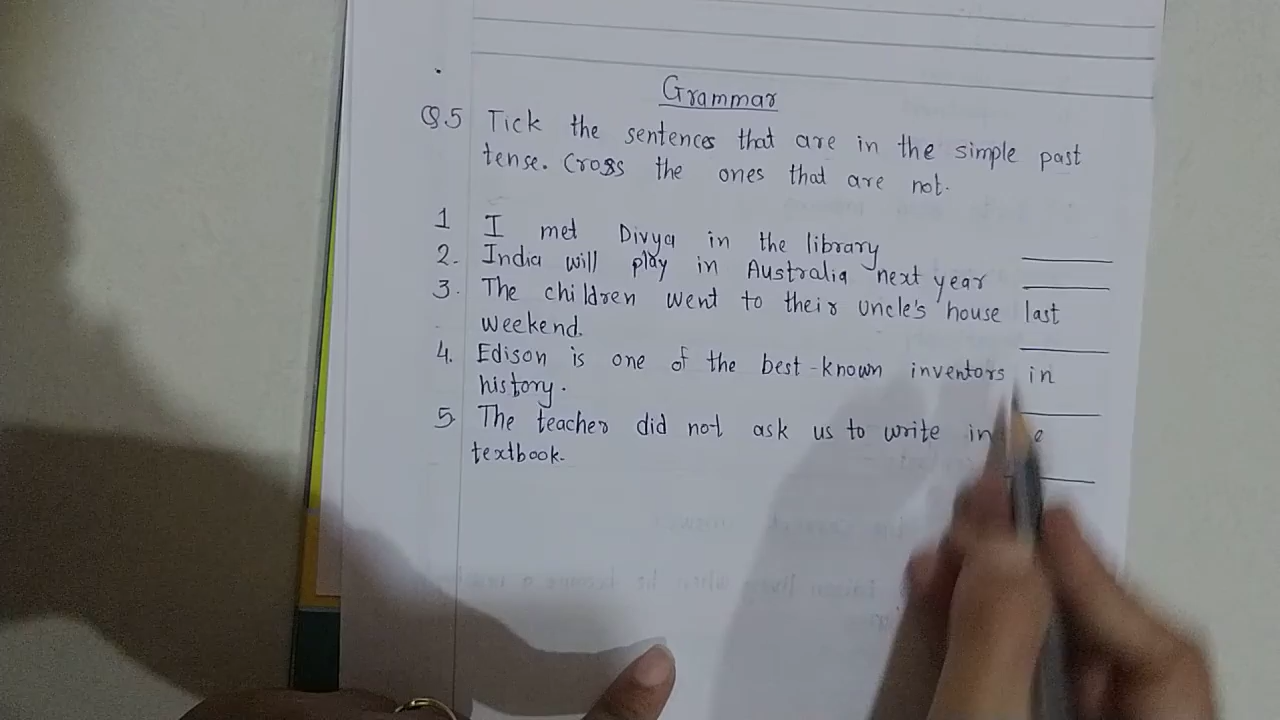 Grammar
Q5 Tick the sentences that are in the simple past
tense. Cross the ones that are not.
1 I met Divya in the library
2. India will play in Australia next year
3. The children went to their uncle's house last
weekend.
4. Edison is one of the best-known inventors in
history.
5. The teacher did not ask us to write in
textbook.